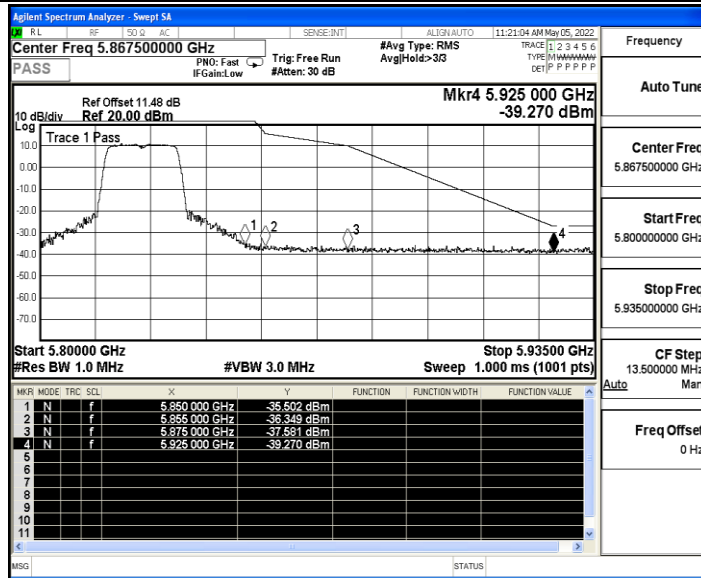 Agilent Spectrum Analyzer - Swept SA
RL RF 50 Ω AC SENSE:INT ALIGN AUTO 11:21:04 AM May 05, 2022
Center Freq 5.867500000 GHz
PASS
PNO: Fast
IFGain:Low
Trig: Free Run
#Atten: 30 dB
#Avg Type: RMS
Avg|Hold:>3/3
TRACE 1 2 3 4 5 6
TYPE MWWWWW
DET P P P P P P
Mkr4 5.925 000 GHz
-39.270 dBm
Ref Offset 11.48 dB
10 dB/div Ref 20.00 dBm
Log
Trace 1 Pass
10.0
0.00
-10.0
-20.0
-30.0
-40.0
-50.0
-60.0
-70.0
1
2
3
4
Start 5.80000 GHz Stop 5.93500 GHz
#Res BW 1.0 MHz #VBW 3.0 MHz Sweep 1.000 ms (1001 pts)
MKR MODE TRC SCL X Y FUNCTION FUNCTION WIDTH FUNCTION VALUE
1 N f 5.850 000 GHz -35.502 dBm
2 N f 5.855 000 GHz -36.349 dBm
3 N f 5.875 000 GHz -37.581 dBm
4 N f 5.925 000 GHz -39.270 dBm
5
6
7
8
9
10
11
MSG STATUS
Frequency
Auto Tune
Center Freq
5.867500000 GHz
Start Freq
5.800000000 GHz
Stop Freq
5.935000000 GHz
CF Step
13.500000 MHz
Auto Man
Freq Offset
0 Hz